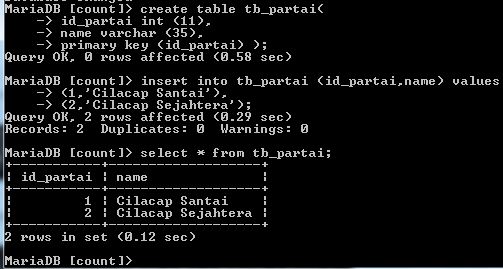 MariaDB [count]> create table tb_partai(
    -> id_partai int (11),
    -> name varchar (35),
    -> primary key (id_partai) );
Query OK, 0 rows affected (0.58 sec)
MariaDB [count]> insert into tb_partai (id_partai,name) values
    -> (1,'Cilacap Santai'),
    -> (2,'Cilacap Sejahtera');
Query OK, 2 rows affected (0.29 sec)
Records: 2  Duplicates: 0  Warnings: 0
MariaDB [count]> select * from tb_partai;
+-----------+-------------------+
| id_partai | name              |
+-----------+-------------------+
|         1 | Cilacap Santai    |
|         2 | Cilacap Sejahtera |
+-----------+-------------------+
2 rows in set (0.12 sec)
MariaDB [count]>